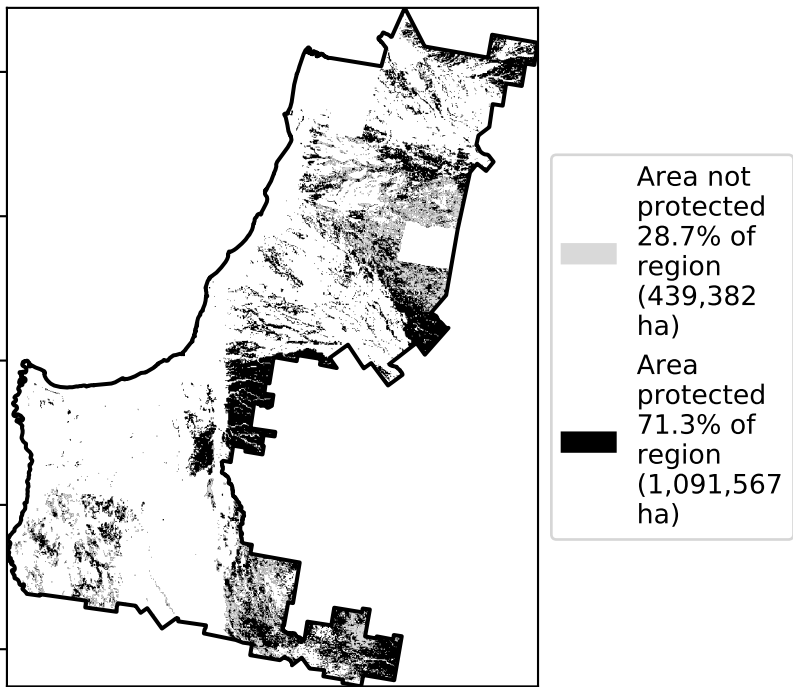 Area not
protected
28.7% of
region
(439,382
ha)
Area
protected
71.3% of
region
(1,091,567
ha)